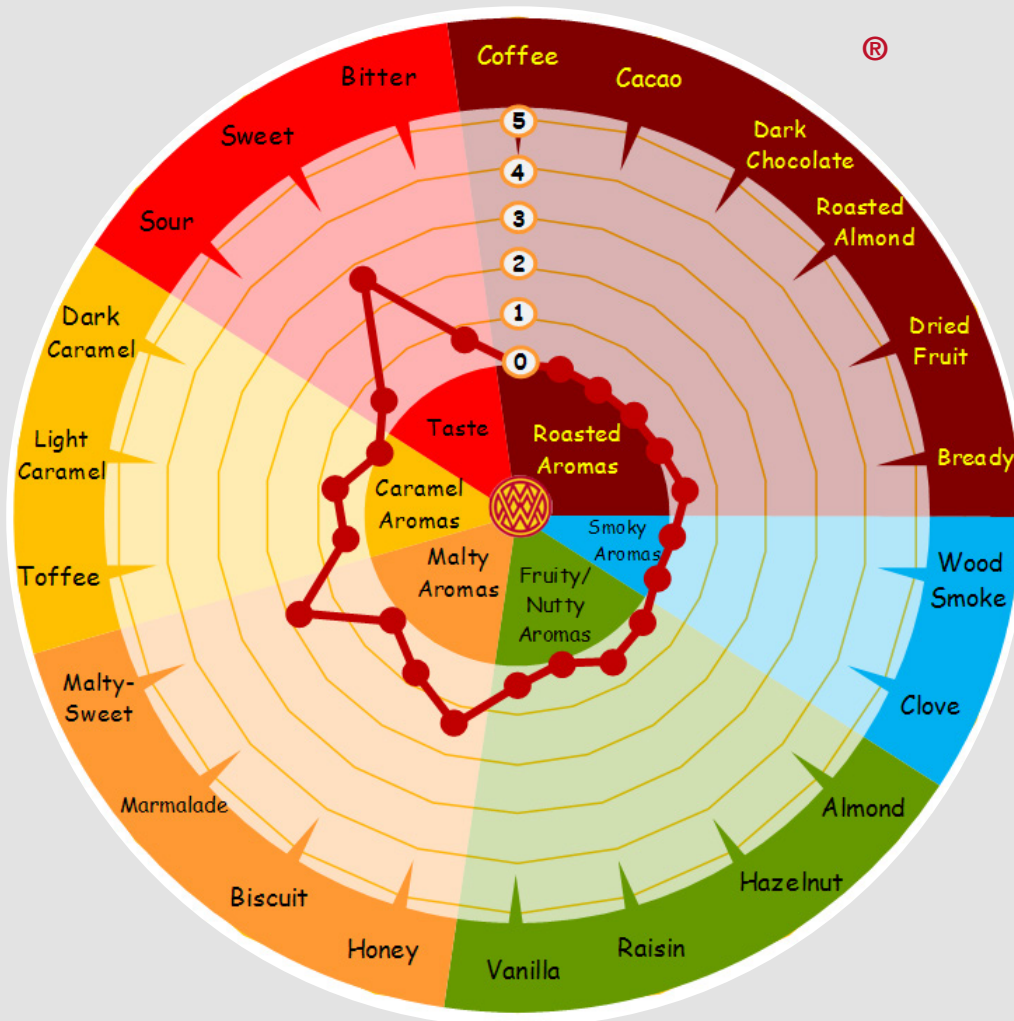 ®
Coffee
Cacao
Dark
Chocolate
Roasted
Almond
Dried
Fruit
Bready
Wood
Smoke
Clove
Almond
Hazelnut
Raisin
Vanilla
Honey
Biscuit
Marmalade
Malty-
Sweet
Toffee
Light
Caramel
Dark
Caramel
Sour
Sweet
Bitter
5
4
3
2
1
0
Taste
Roasted
Aromas
Smoky
Aromas
Fruity/
Nutty
Aromas
Malty
Aromas
Caramel
Aromas